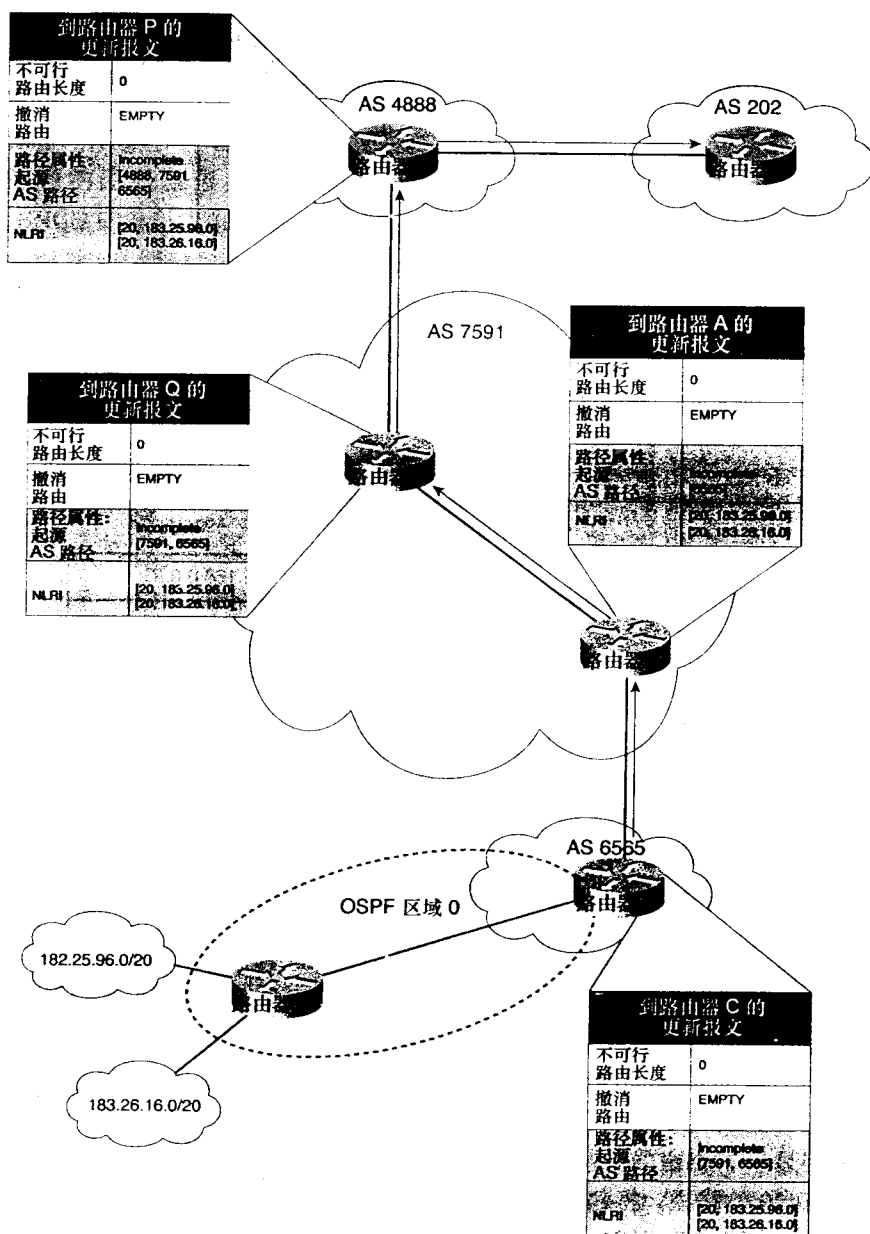 到路由器 P 的
更新报文
不可行
路由长度
0
撤消
路由
EMPTY
路径属性：
起源
AS 路径
Incomplete
[4888, 7591
6565]
NLRI
[20, 183.25.96.0]
[20, 183.26.16.0]
AS 4888
路由器
AS 202
路由器
AS 7591
到路由器 A 的
更新报文
不可行
路由长度
0
撤消
路由
EMPTY
路径属性：
起源
AS 路径
Incomplete
[6565]
NLRI
[20, 183.25.96.0]
[20, 183.26.16.0]
到路由器 Q 的
更新报文
不可行
路由长度
0
撤消
路由
EMPTY
路径属性：
起源
AS 路径
Incomplete
[7591, 6565]
NLRI
[20, 183.25.96.0]
[20, 183.26.16.0]
路由器
路由器
AS 6565
路由器
OSPF 区域 0
182.25.96.0/20
路由器
183.26.16.0/20
到路由器 C 的
更新报文
不可行
路由长度
0
撤消
路由
EMPTY
路径属性：
起源
AS 路径
Incomplete
[7591, 6565]
NLRI
[20, 183.25.96.0]
[20, 183.26.16.0]